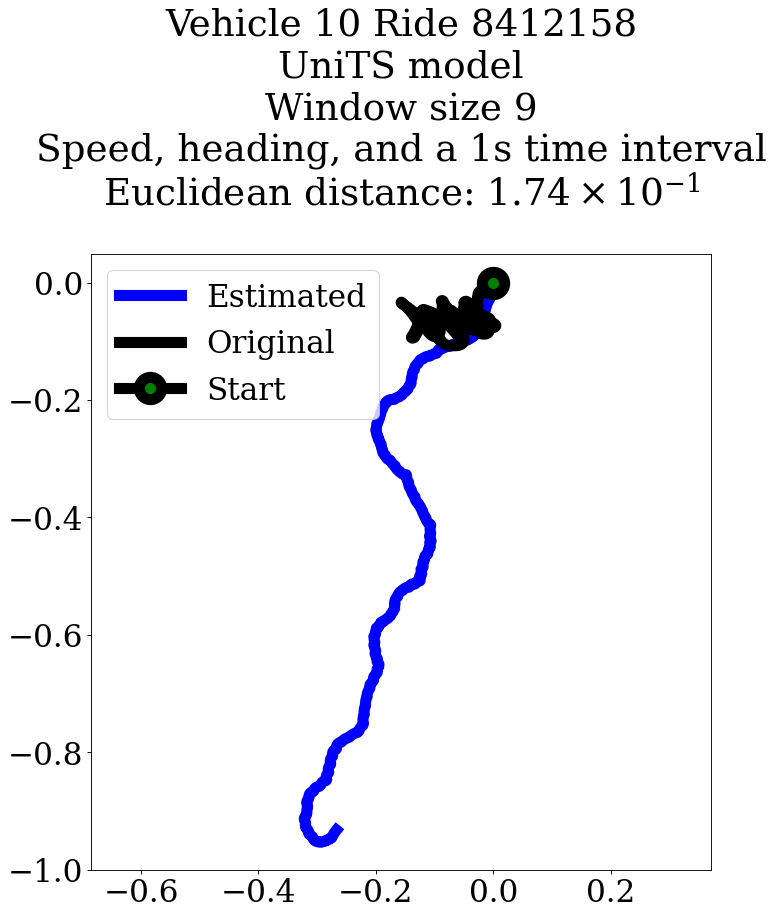 Vehicle 10 Ride 8412158
UniTS model
Window size 9
Speed, heading, and a 1s time interval
Euclidean distance: 1.74 × 10⁻¹
Estimated
Original
Start
0.0
−0.2
−0.4
−0.6
−0.8
−1.0
−0.6 −0.4 −0.2 0.0 0.2